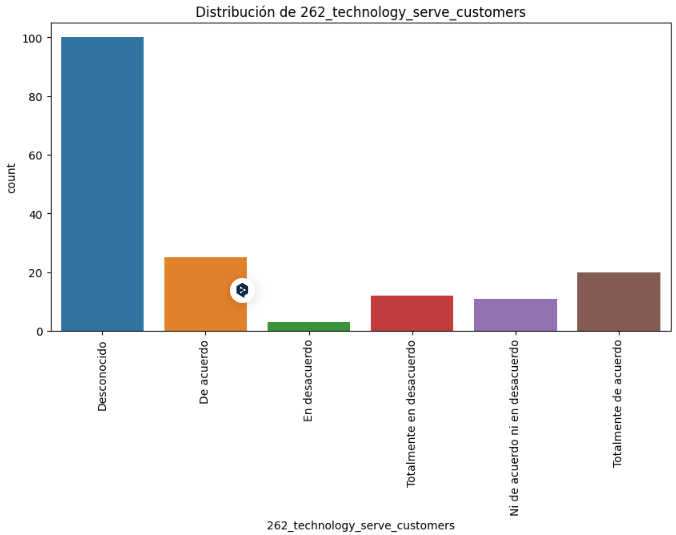 Distribución de 262_technology_serve_customers
100
80
60
40
20
0
count
Desconocido
De acuerdo
En desacuerdo
Totalmente en desacuerdo
Ni de acuerdo ni en desacuerdo
Totalmente de acuerdo
262_technology_serve_customers